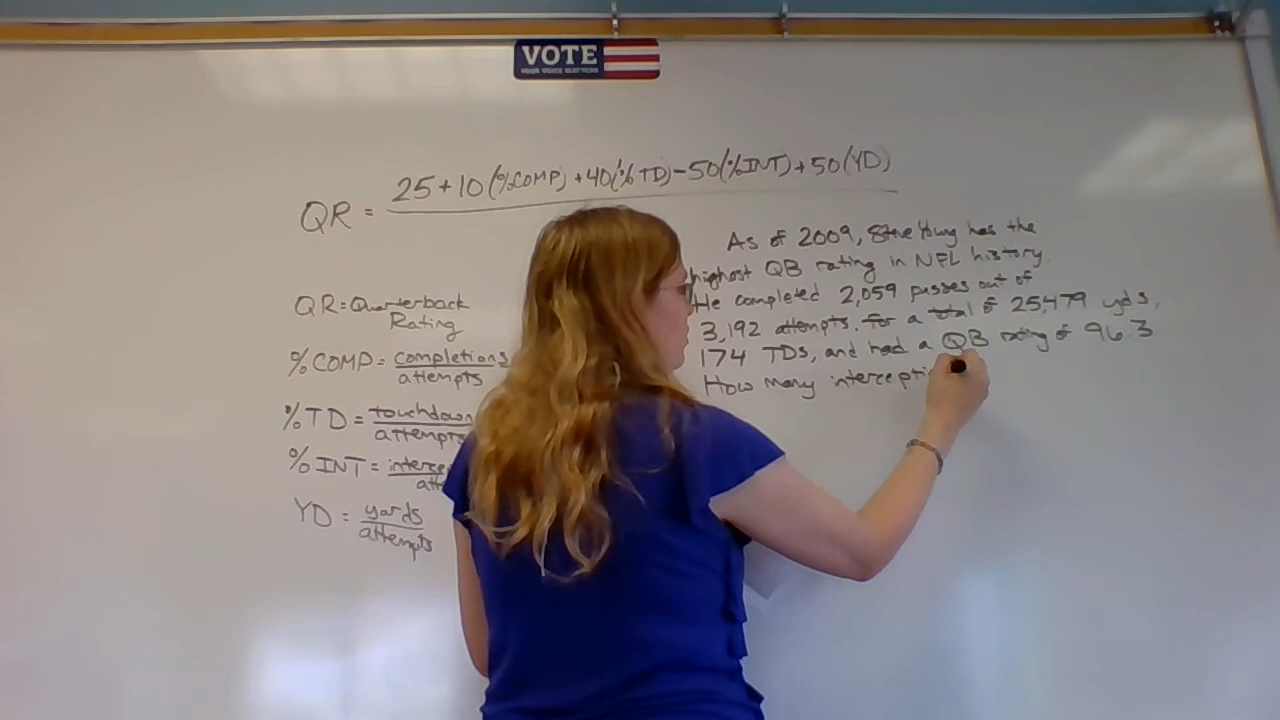 VOTE
YOUR VOICE MATTERS
QR = 25 + 10(%COMP) + 40(%TD) - 50(%INT) + 50(YD)
QR = Quarterback
Rating
%COMP = completions
attempts
%TD = touchdown
attempts
%INT =
YD = yards
attempts
As of 2009, Steve Young has the
highest QB rating in NFL history.
He completed 2,059 passes out of
3,192 attempts. for a total of 25,479 yds,
174 TDs, and had a QB rating of 96.3
How many